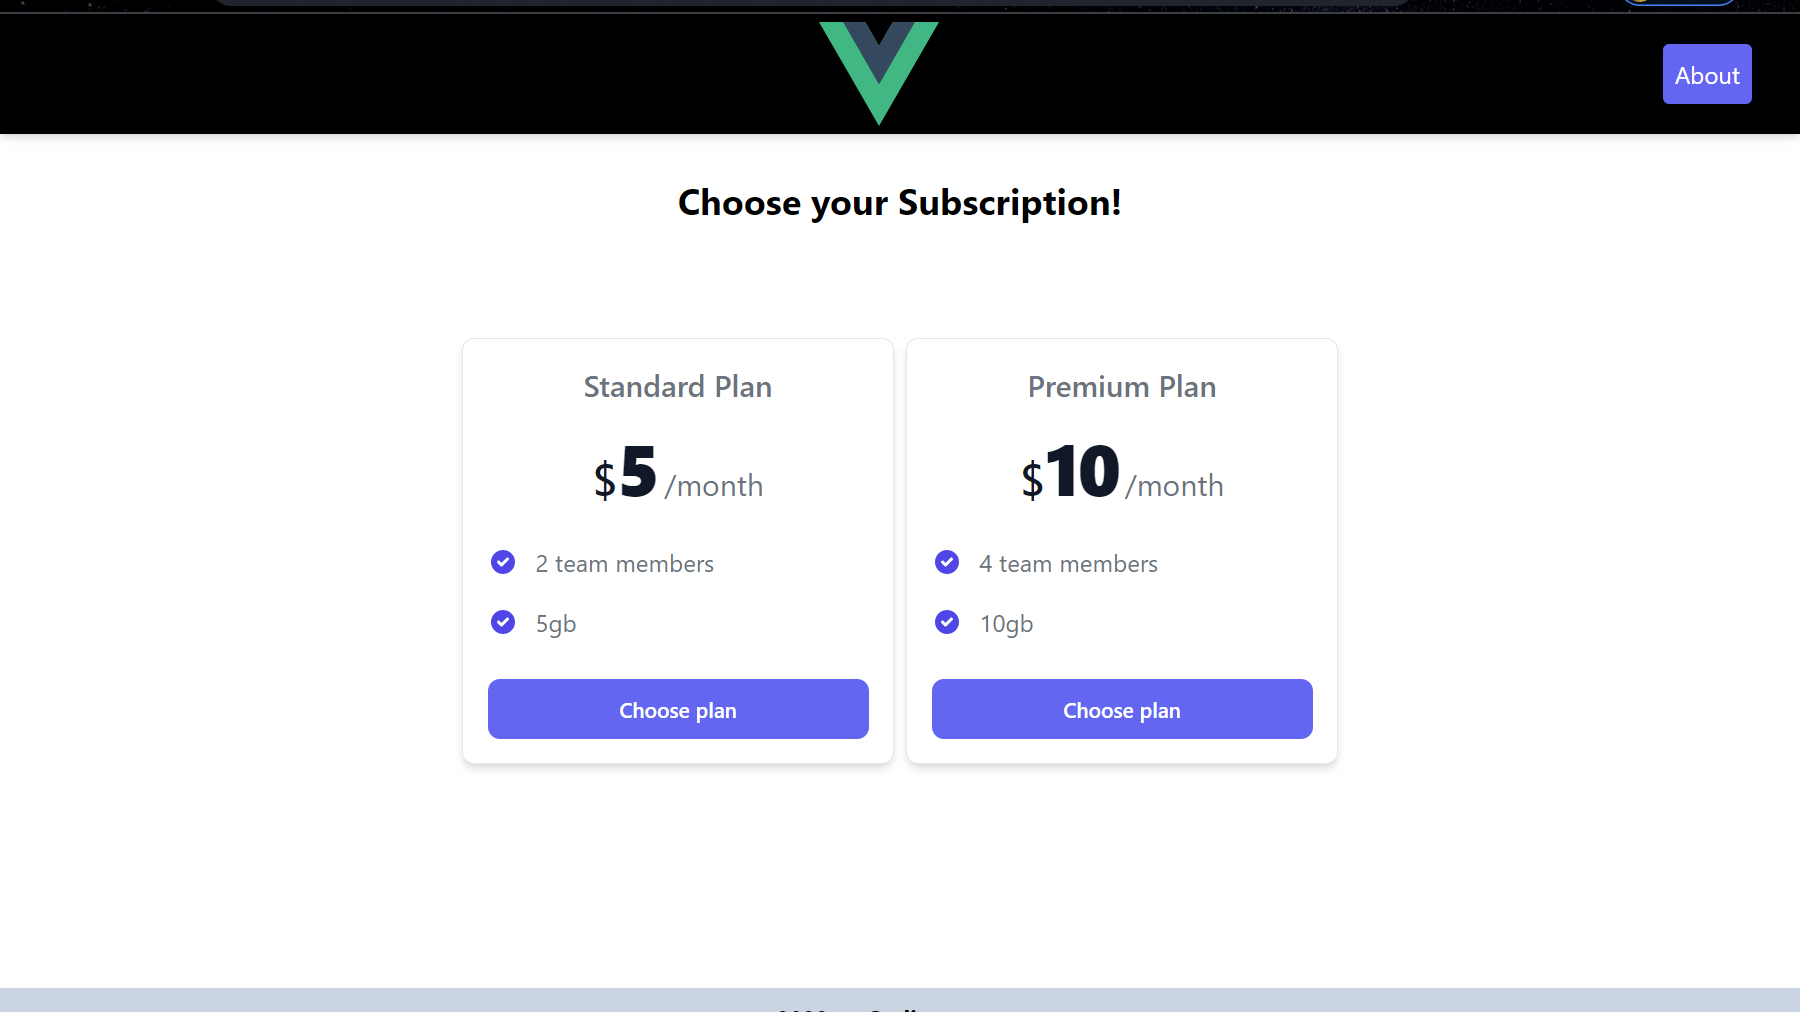 About
Choose your Subscription!
Standard Plan
$5/month
2 team members
5gb
Choose plan
Premium Plan
$10/month
4 team members
10gb
Choose plan